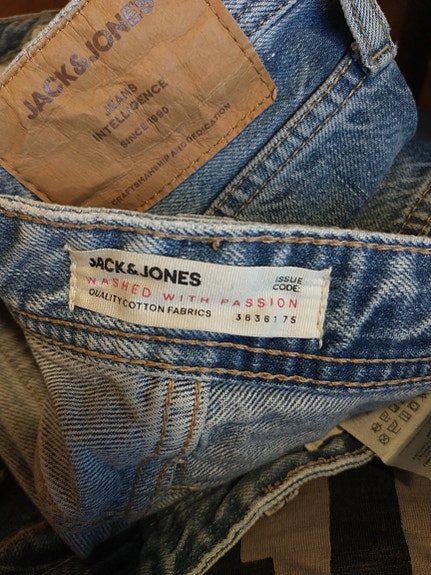 JACK&JONES
JEANS
INTELLIGENCE
SINCE 1990
CRAFTSMANSHIP AND DEDICATION
JACK&JONES
ISSUE
CODE:
WASHED WITH PASSION
QUALITY COTTON FABRICS
3836175